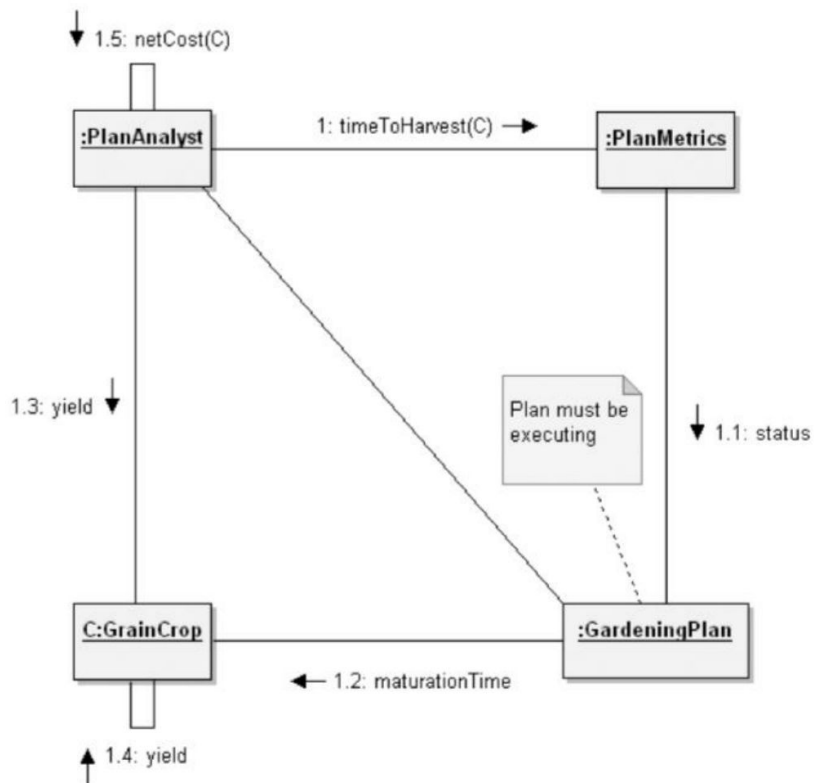 1.5: netCost(C)
:PlanAnalyst
1: timeToHarvest(C)
:PlanMetrics
1.3: yield
Plan must be
executing
1.1: status
C:GrainCrop
:GardeningPlan
1.2: maturationTime
1.4: yield